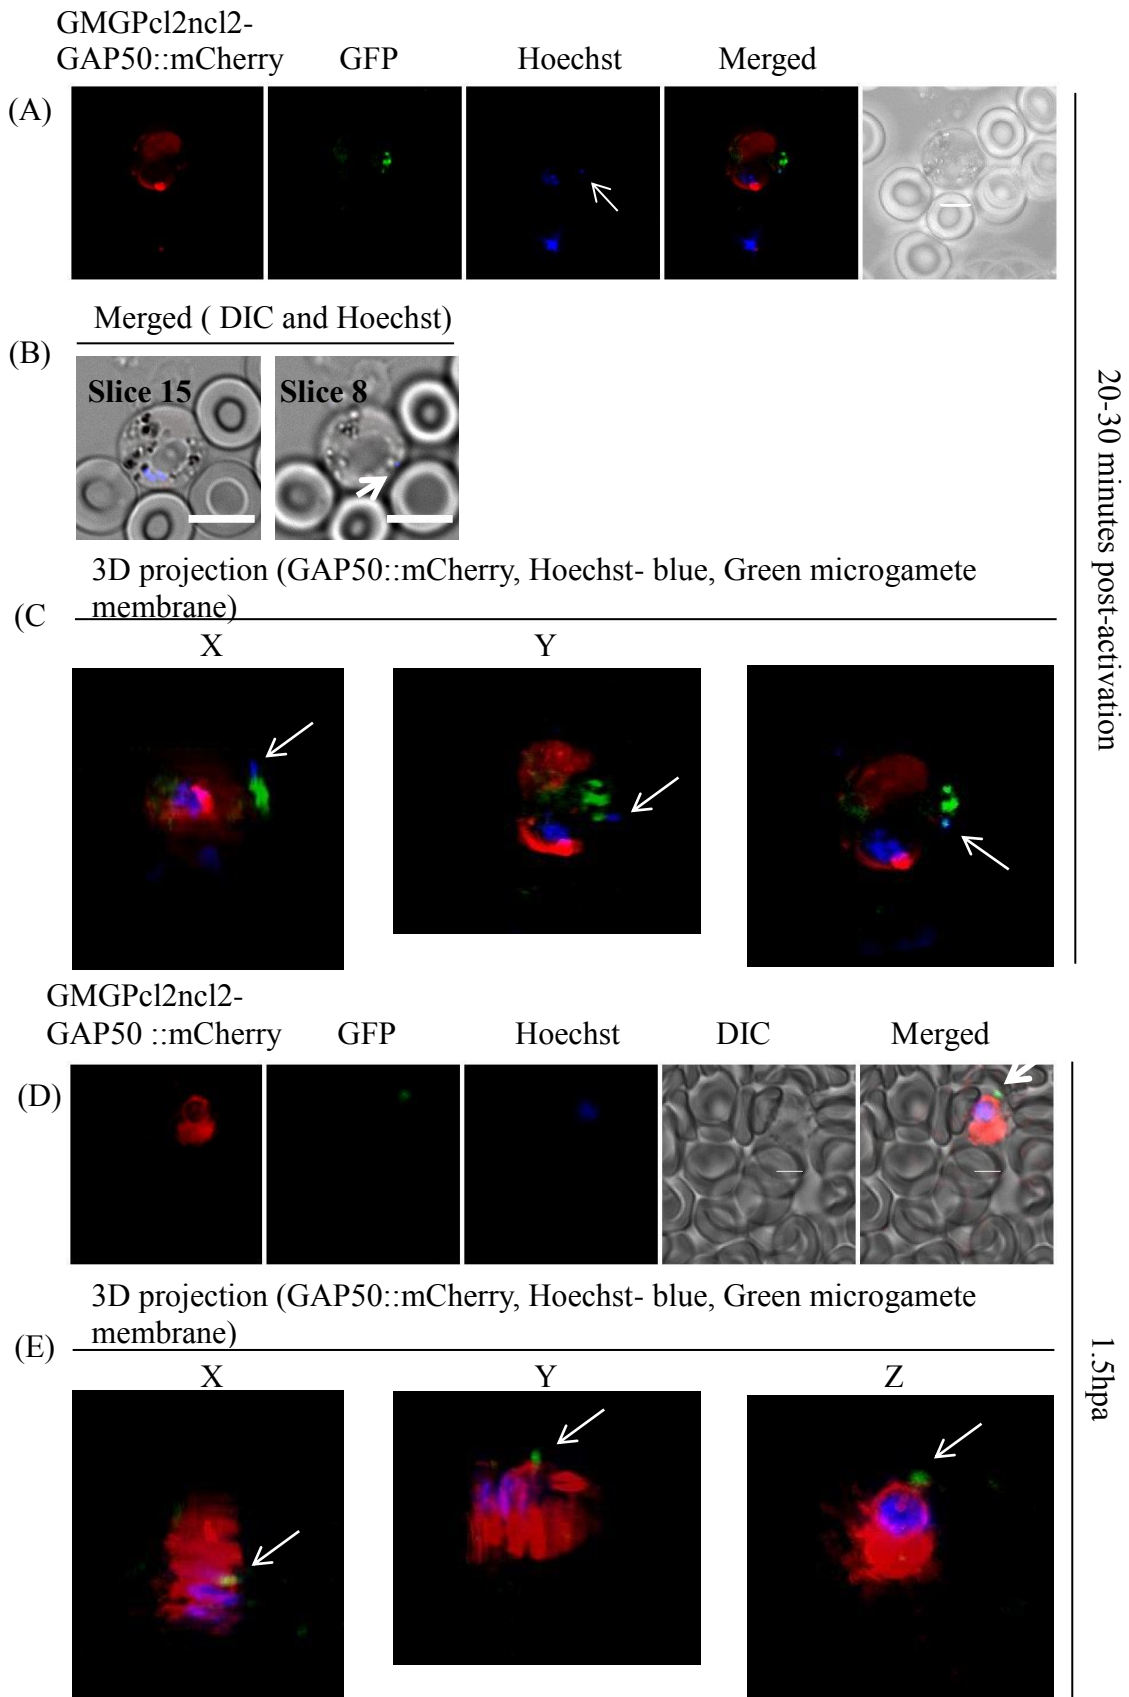 GMGPcl2ncl2-
GAP50::mCherry GFP Hoechst Merged
(A)
Merged ( DIC and Hoechst)
(B)
Slice 15 Slice 8
3D projection (GAP50::mCherry, Hoechst- blue, Green microgamete
membrane)
(C
X Y
20-30 minutes post-activation
GMGPcl2ncl2-
GAP50 ::mCherry GFP Hoechst DIC Merged
(D)
3D projection (GAP50::mCherry, Hoechst- blue, Green microgamete
membrane)
(E)
X Y Z
1.5hpa